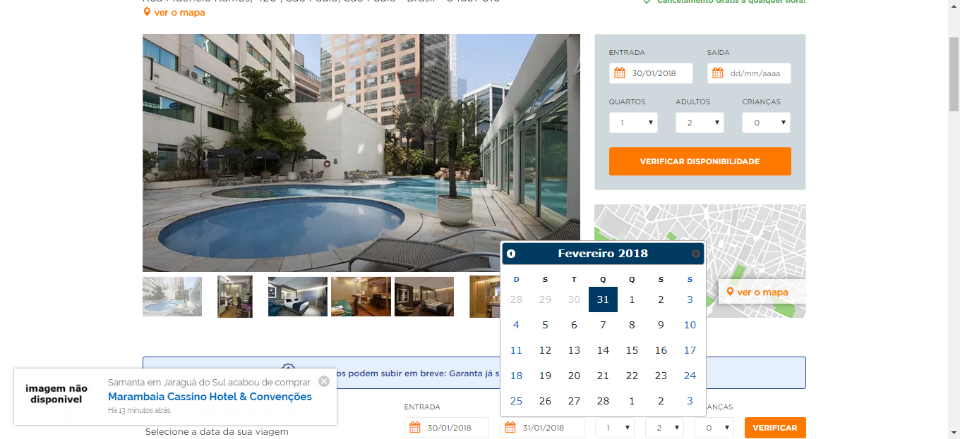 ver o mapa
Cancelamento Grátis a qualquer hora!
ENTRADA SAÍDA
30/01/2018 dd/mm/aaaa
QUARTOS ADULTOS CRIANÇAS
1 2 0
VERIFICAR DISPONIBILIDADE
ver o mapa
Fevereiro 2018
D S T Q Q S S
28 29 30 31 1 2 3
4 5 6 7 8 9 10
11 12 13 14 15 16 17
18 19 20 21 22 23 24
25 26 27 28 1 2 3
os podem subir em breve: Garanta já s
imagem não
disponivel
Samanta em Jaraguá do Sul acabou de comprar
Marambaia Cassino Hotel & Convenções
Há 13 minutos atrás
Selecione a data da sua viagem
ENTRADA ANÇAS
30/01/2018 31/01/2018 1 2 0 VERIFICAR